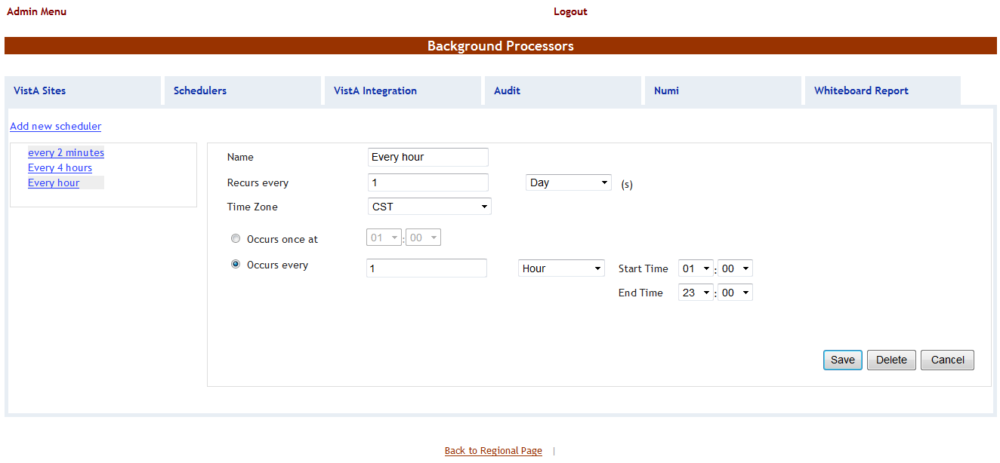 Admin Menu Logout
Background Processors
VistA Sites Schedulers VistA Integration Audit Numi Whiteboard Report
Add new scheduler
every 2 minutes
Every 4 hours
Every hour
Name Every hour
Recurs every 1 Day (s)
Time Zone CST
Occurs once at 01 : 00
Occurs every 1 Hour Start Time 01 : 00
End Time 23 : 00
Save Delete Cancel
Back to Regional Page |